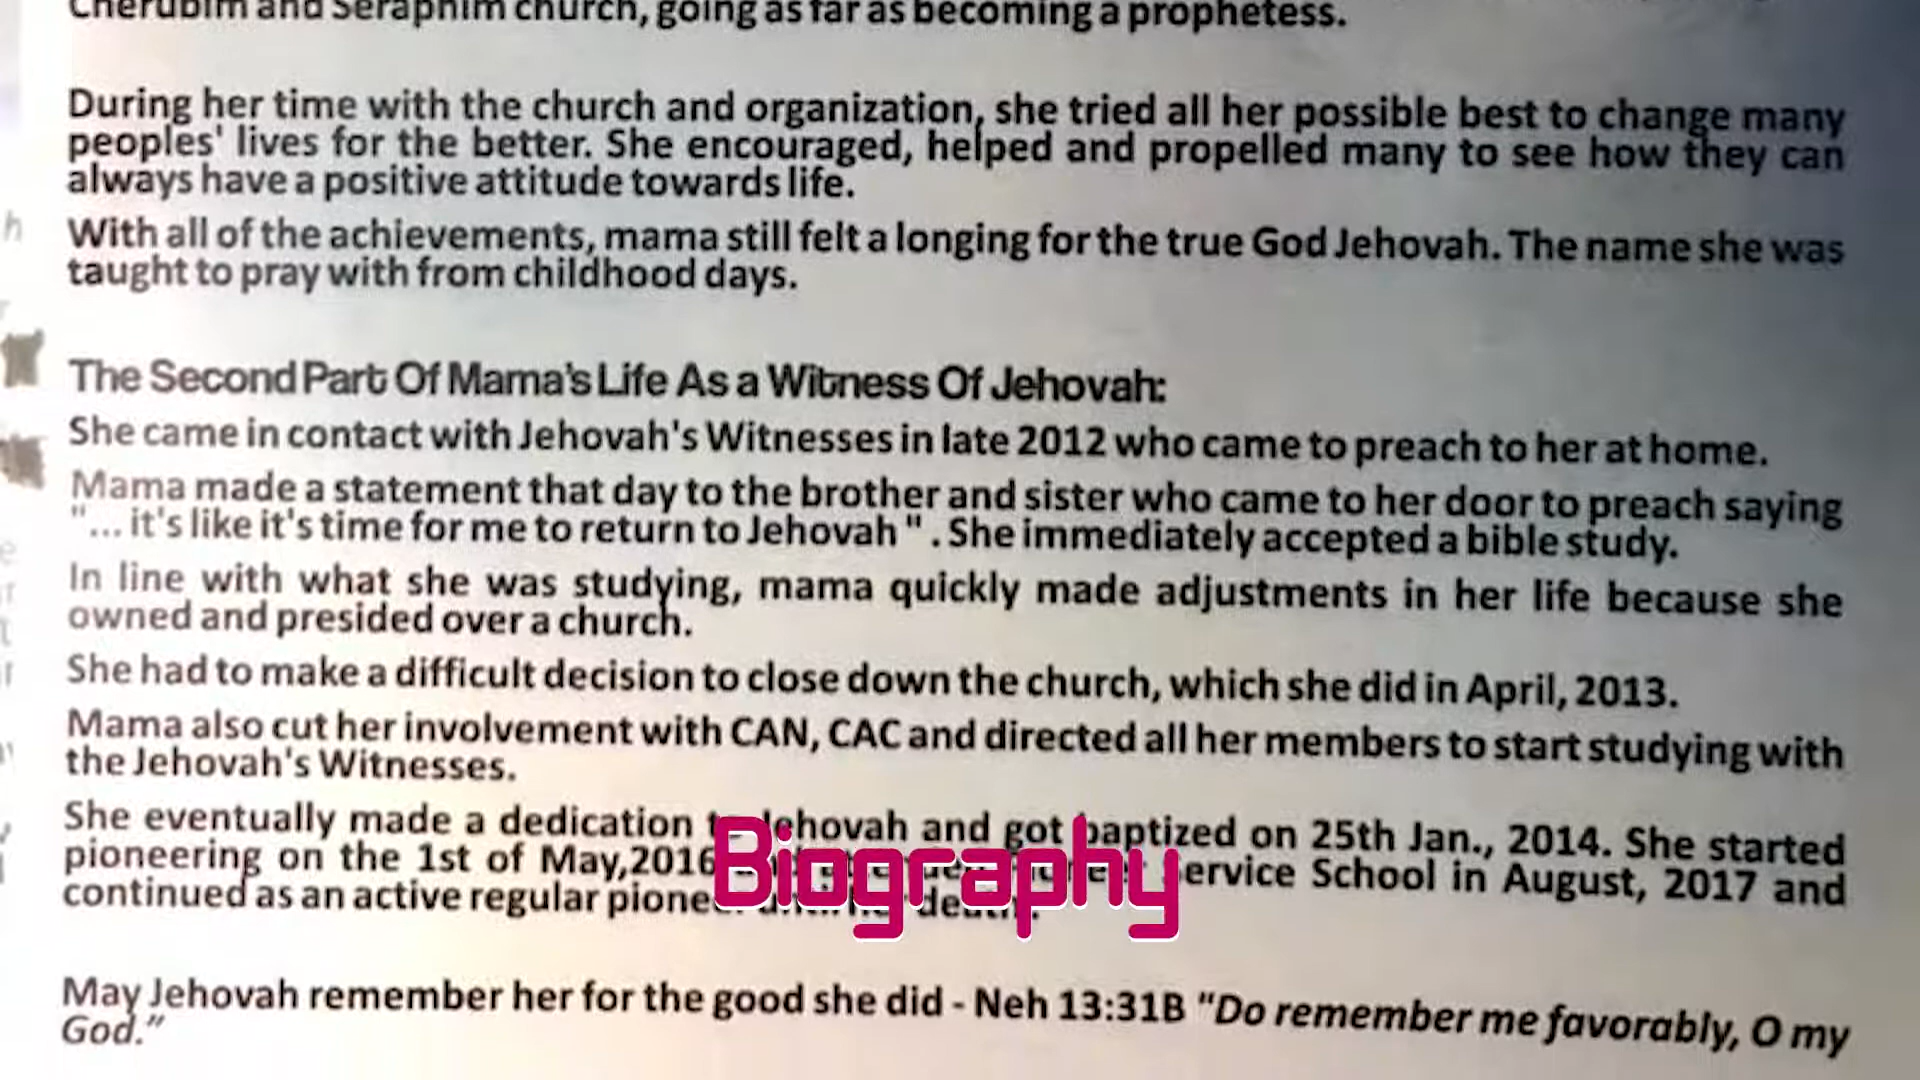 Cherubim and Seraphim church, going as far as becoming a prophetess.
During her time with the church and organization, she tried all her possible best to change many
peoples' lives for the better. She encouraged, helped and propelled many to see how they can
always have a positive attitude towards life.
With all of the achievements, mama still felt a longing for the true God Jehovah. The name she was
taught to pray with from childhood days.
The Second Part Of Mama's Life As a Witness Of Jehovah:
She came in contact with Jehovah's Witnesses in late 2012 who came to preach to her at home.
Mama made a statement that day to the brother and sister who came to her door to preach saying
"... it's like it's time for me to return to Jehovah " . She immediately accepted a bible study.
In line with what she was studying, mama quickly made adjustments in her life because she
owned and presided over a church.
She had to make a difficult decision to close down the church, which she did in April, 2013.
Mama also cut her involvement with CAN, CAC and directed all her members to start studying with
the Jehovah's Witnesses.
She eventually made a dedication Jehovah and got baptized on 25th Jan., 2014. She started
pioneering on the 1st of May,2016 Service School in August, 2017 and
continued as an active regular pioneer death.
Biography
May Jehovah remember her for the good she did - Neh 13:31B "Do remember me favorably, O my
God."